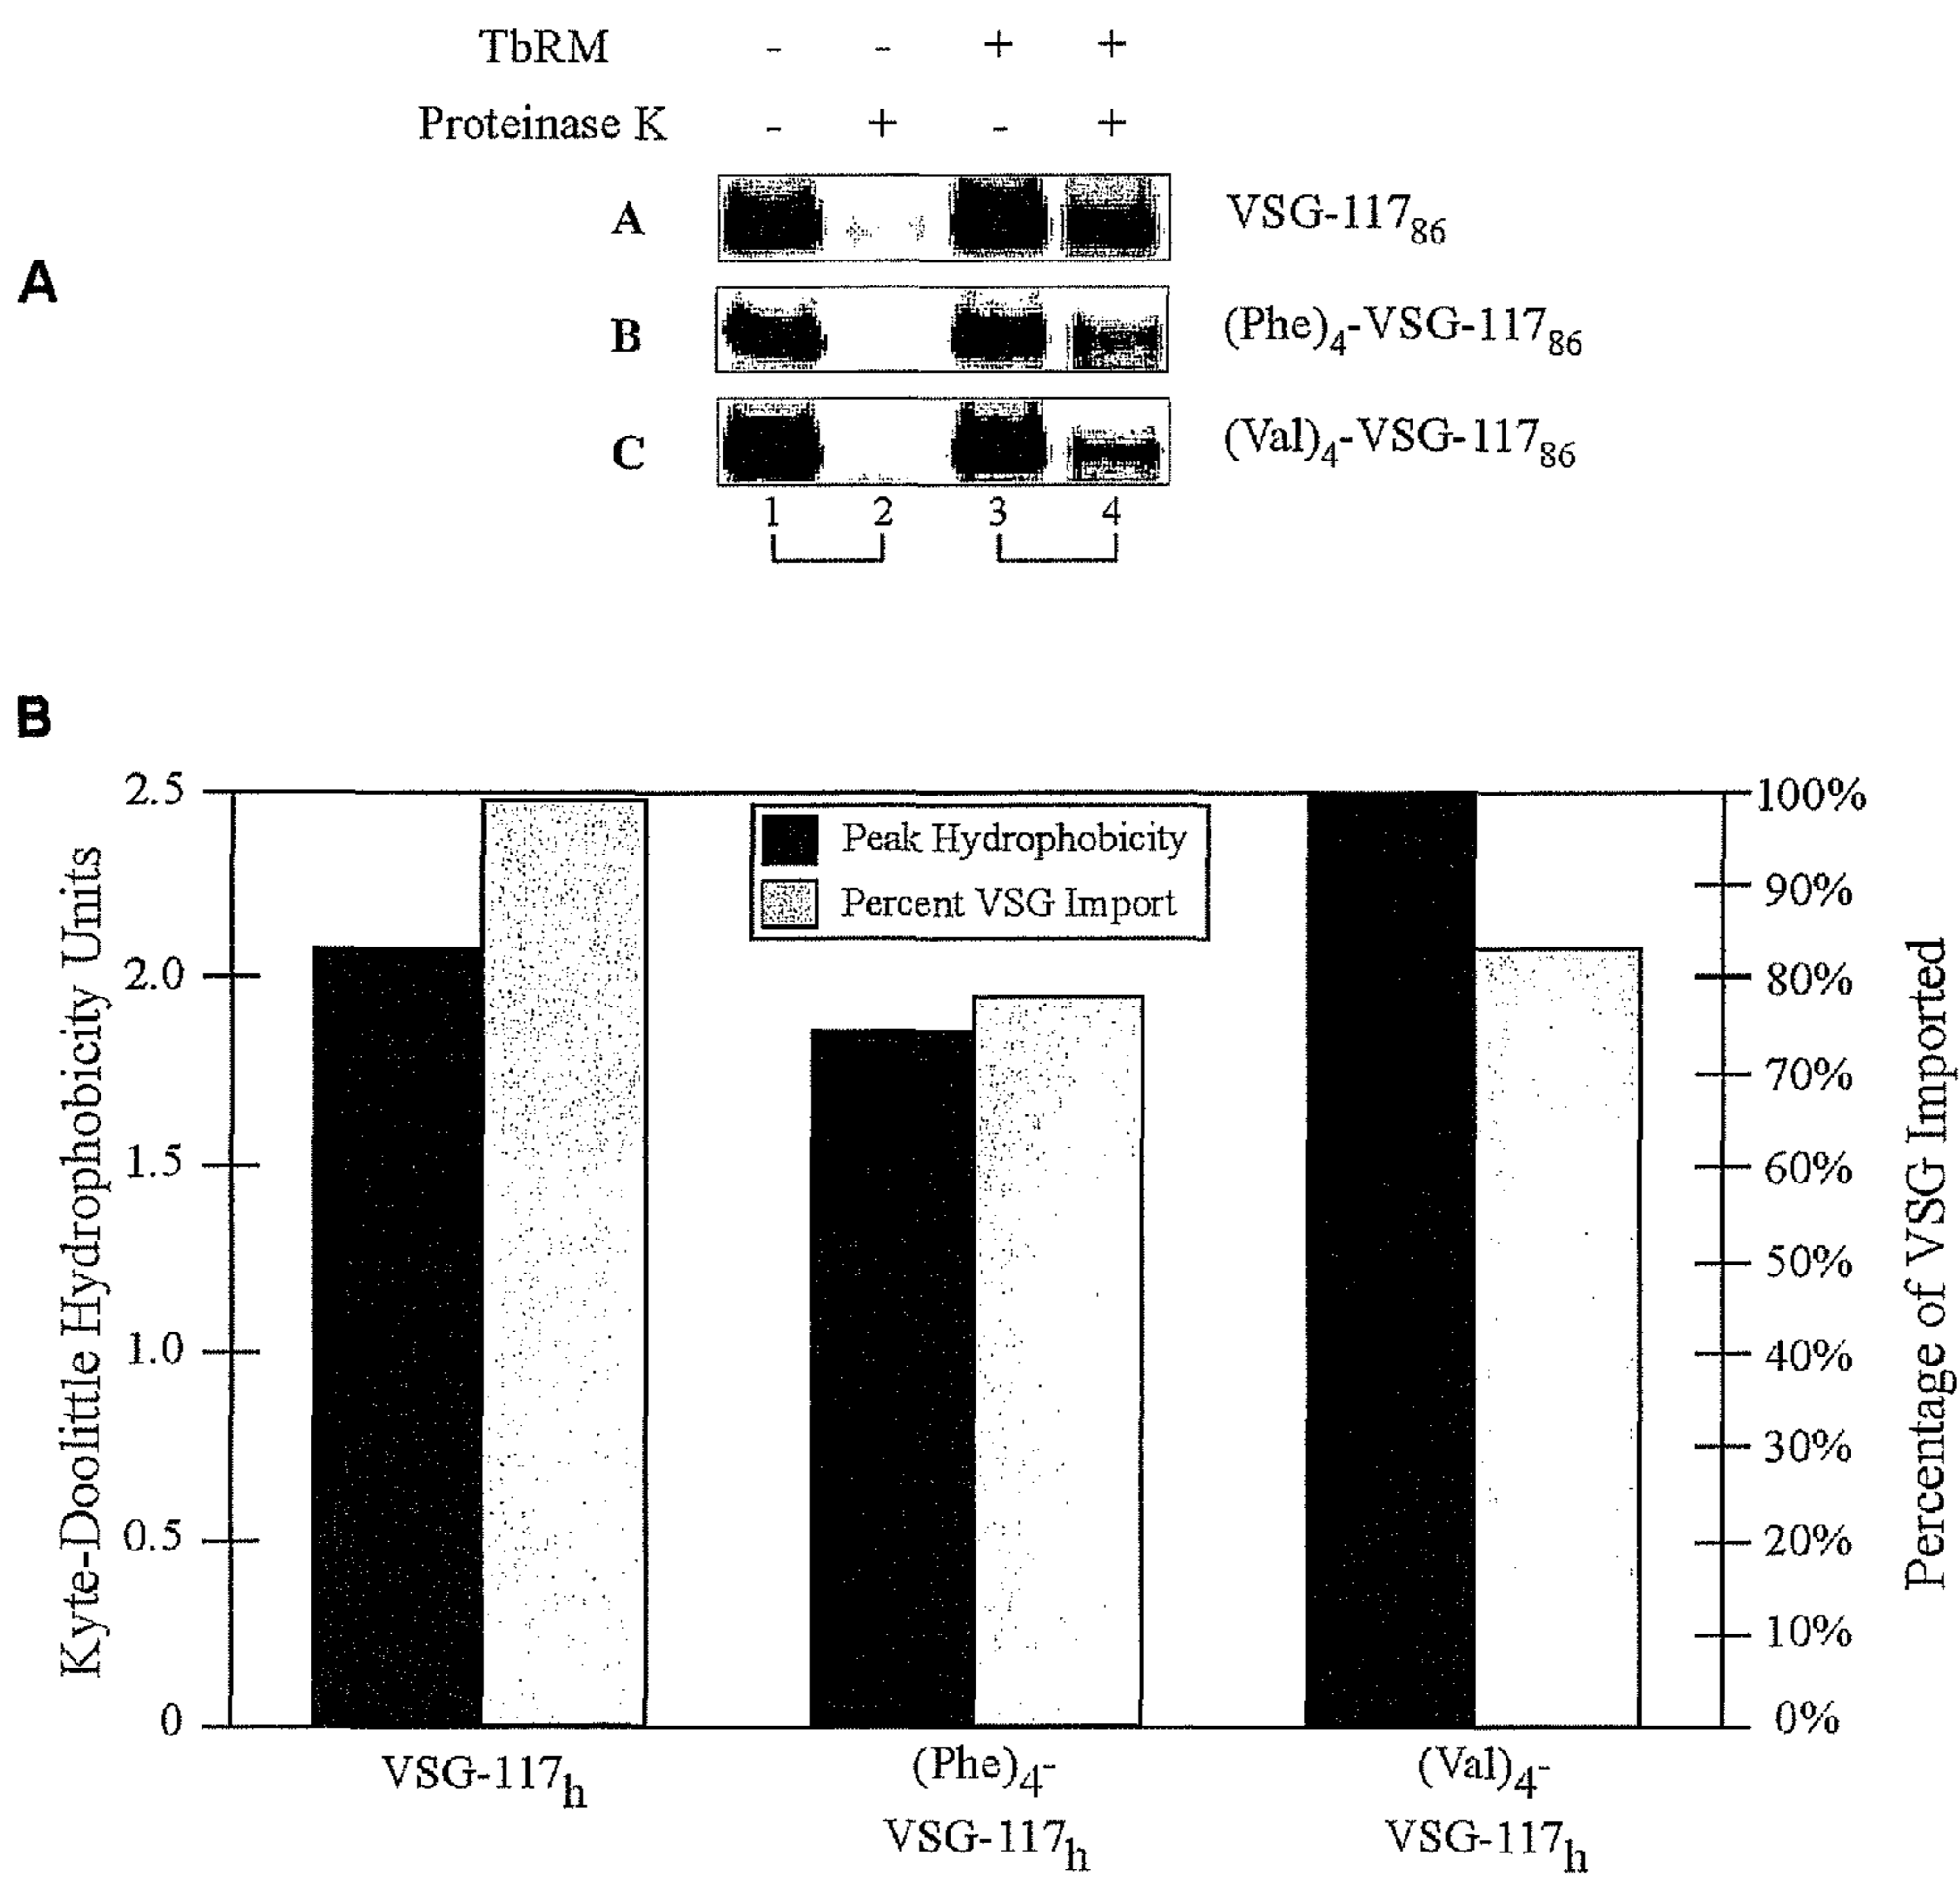 TbRM - - + +
Proteinase K - + - +
A
A VSG-117₈₆
B (Phe)₄-VSG-117₈₆
C (Val)₄-VSG-117₈₆
1 2 3 4
B
Kyte-Doolittle Hydrophobicity Units
2.5
2.0
1.5
1.0
0.5
0
Peak Hydrophobicity
Percent VSG Import
100%
90%
80%
70%
60%
50%
40%
30%
20%
10%
0%
Percentage of VSG Imported
VSG-117h
(Phe)₄-
VSG-117h
(Val)₄-
VSG-117h